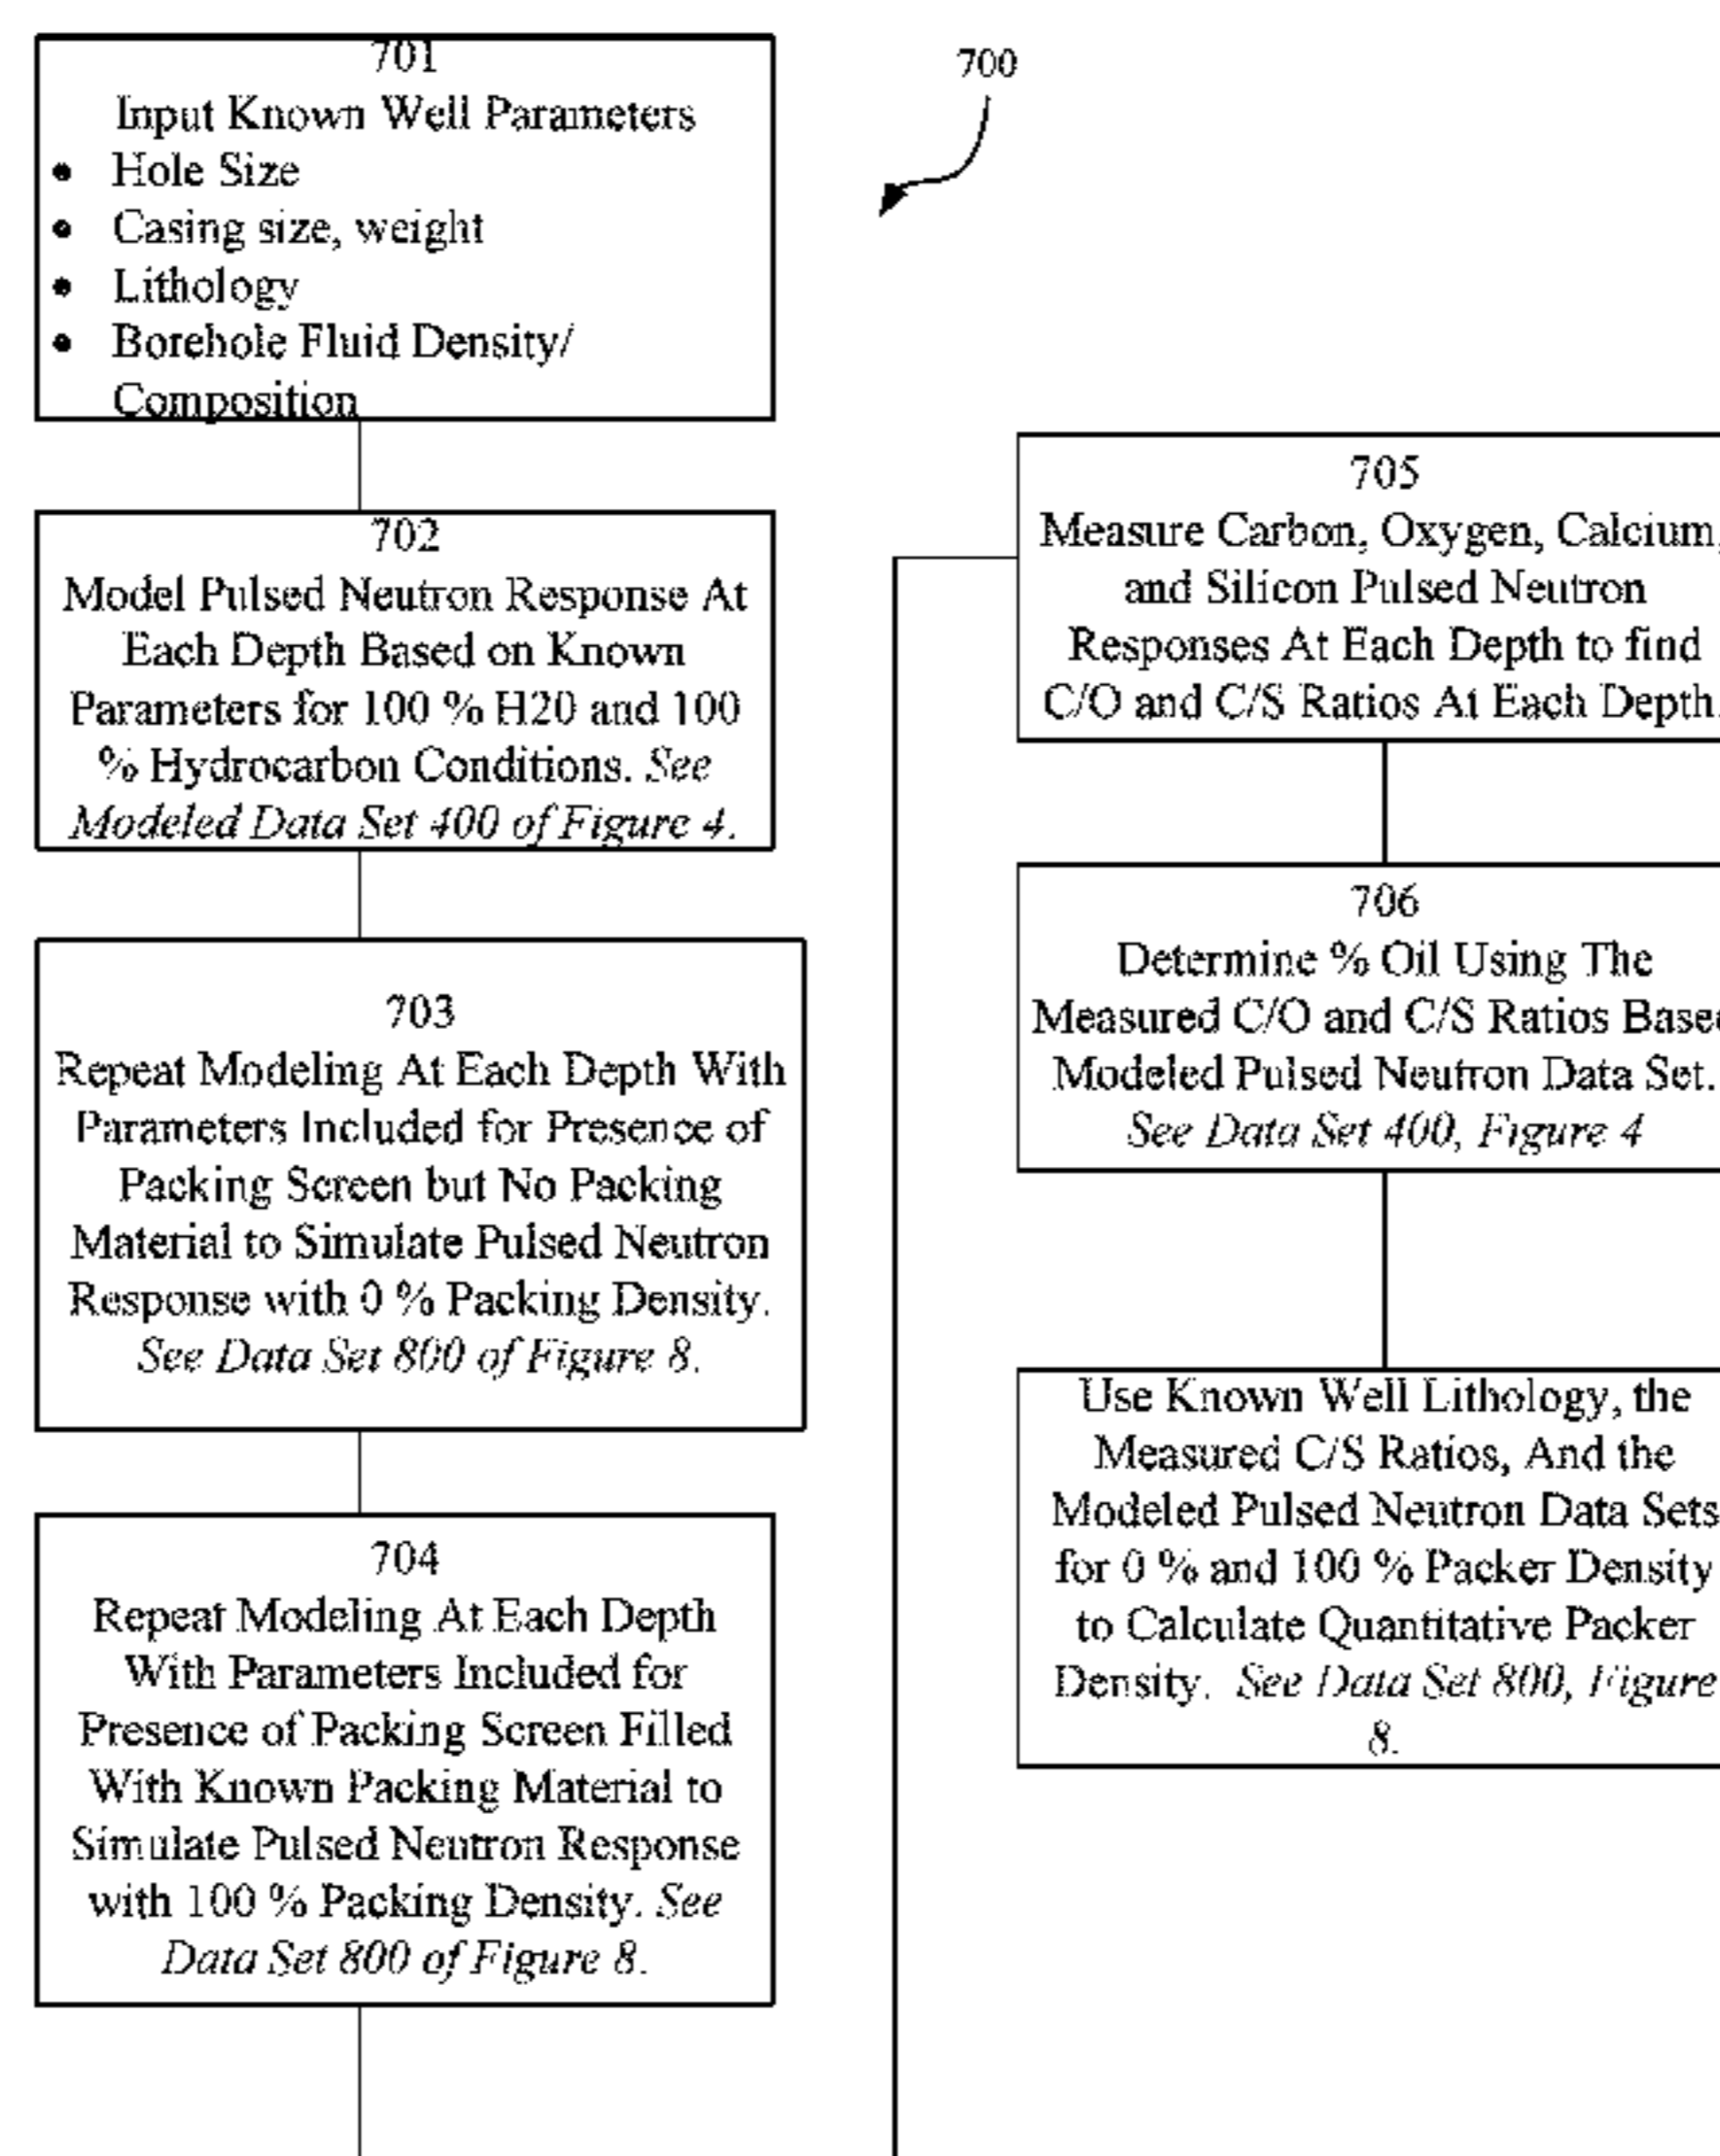 701
Input Known Well Parameters
• Hole Size
• Casing size, weight
• Lithology
• Borehole Fluid Density/
Composition
702
Model Pulsed Neutron Response At
Each Depth Based on Known
Parameters for 100 % H20 and 100
% Hydrocarbon Conditions. See
Modeled Data Set 400 of Figure 4.
703
Repeat Modeling At Each Depth With
Parameters Included for Presence of
Packing Screen but No Packing
Material to Simulate Pulsed Neutron
Response with 0 % Packing Density.
See Data Set 800 of Figure 8.
704
Repeat Modeling At Each Depth
With Parameters Included for
Presence of Packing Screen Filled
With Known Packing Material to
Simulate Pulsed Neutron Response
with 100 % Packing Density. See
Data Set 800 of Figure 8.
700
705
Measure Carbon, Oxygen, Calcium,
and Silicon Pulsed Neutron
Responses At Each Depth to find
C/O and C/S Ratios At Each Depth.
706
Determine % Oil Using The
Measured C/O and C/S Ratios Based
Modeled Pulsed Neutron Data Set.
See Data Set 400, Figure 4
Use Known Well Lithology, the
Measured C/S Ratios, And the
Modeled Pulsed Neutron Data Sets
for 0 % and 100 % Packer Density
to Calculate Quantitative Packer
Density. See Data Set 800, Figure
8.